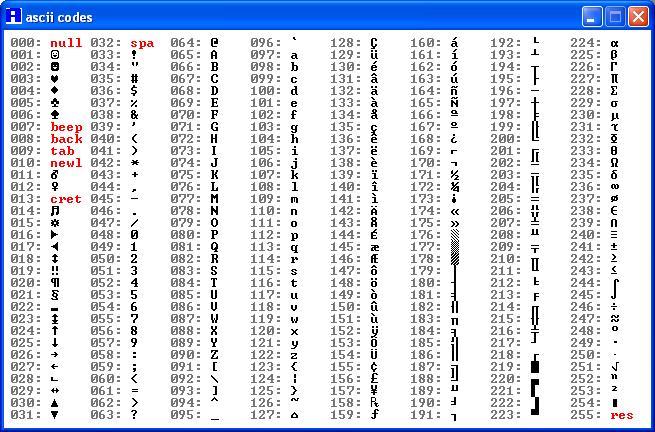 ascii codes
000: null 032: spa 064: @ 096: ` 128: Ç 160: á 192: └ 224: α
001: ☺ 033: ! 065: A 097: a 129: ü 161: í 193: ┴ 225: ß
002: ☻ 034: " 066: B 098: b 130: é 162: ó 194: ┬ 226: Γ
003: ♥ 035: # 067: C 099: c 131: â 163: ú 195: ├ 227: π
004: ♦ 036: $ 068: D 100: d 132: ä 164: ñ 196: ─ 228: Σ
005: ♣ 037: % 069: E 101: e 133: à 165: Ñ 197: ┼ 229: σ
006: ♠ 038: & 070: F 102: f 134: å 166: ª 198: ╞ 230: µ
007: beep 039: ' 071: G 103: g 135: ç 167: º 199: ╟ 231: τ
008: back 040: ( 072: H 104: h 136: ê 168: ¿ 200: ╚ 232: Φ
009: tab 041: ) 073: I 105: i 137: ë 169: ⌐ 201: ╔ 233: Θ
010: newl 042: * 074: J 106: j 138: è 170: ¬ 202: ╩ 234: Ω
011: ♂ 043: + 075: K 107: k 139: ï 171: ½ 203: ╦ 235: δ
012: ♀ 044: , 076: L 108: l 140: î 172: ¼ 204: ╠ 236: ∞
013: cret 045: - 077: M 109: m 141: ì 173: ¡ 205: ═ 237: ø
014: ♫ 046: . 078: N 110: n 142: Ä 174: « 206: ╬ 238: ∈
015: ☼ 047: / 079: O 111: o 143: Å 175: » 207: ╧ 239: ∩
016: ► 048: 0 080: P 112: p 144: É 176: ░ 208: ╨ 240: ≡
017: ◄ 049: 1 081: Q 113: q 145: æ 177: ▒ 209: ╤ 241: ±
018: ↕ 050: 2 082: R 114: r 146: Æ 178: ▓ 210: ╥ 242: ≥
019: ‼ 051: 3 083: S 115: s 147: ô 179: │ 211: ╙ 243: ≤
020: ¶ 052: 4 084: T 116: t 148: ö 180: ┤ 212: ╘ 244: ⌠
021: § 053: 5 085: U 117: u 149: ò 181: ╡ 213: ╒ 245: ⌡
022: ▬ 054: 6 086: V 118: v 150: û 182: ╢ 214: ╓ 246: ÷
023: ↨ 055: 7 087: W 119: w 151: ù 183: ╖ 215: ╫ 247: ≈
024: ↑ 056: 8 088: X 120: x 152: ÿ 184: ╕ 216: ╪ 248: °
025: ↓ 057: 9 089: Y 121: y 153: Ö 185: ╣ 217: ┘ 249: ∙
026: → 058: : 090: Z 122: z 154: Ü 186: ║ 218: ┌ 250: ·
027: ← 059: ; 091: [ 123: { 155: ¢ 187: ╗ 219: █ 251: √
028: ∟ 060: < 092: \ 124: | 156: £ 188: ╝ 220: ▄ 252: ⁿ
029: ↔ 061: = 093: ] 125: } 157: ¥ 189: ╜ 221: ▌ 253: ²
030: ▲ 062: > 094: ^ 126: ~ 158: ₧ 190: ╛ 222: ▐ 254: ■
031: ▼ 063: ? 095: _ 127: ⌂ 159: ƒ 191: ┐ 223: ▀ 255: res